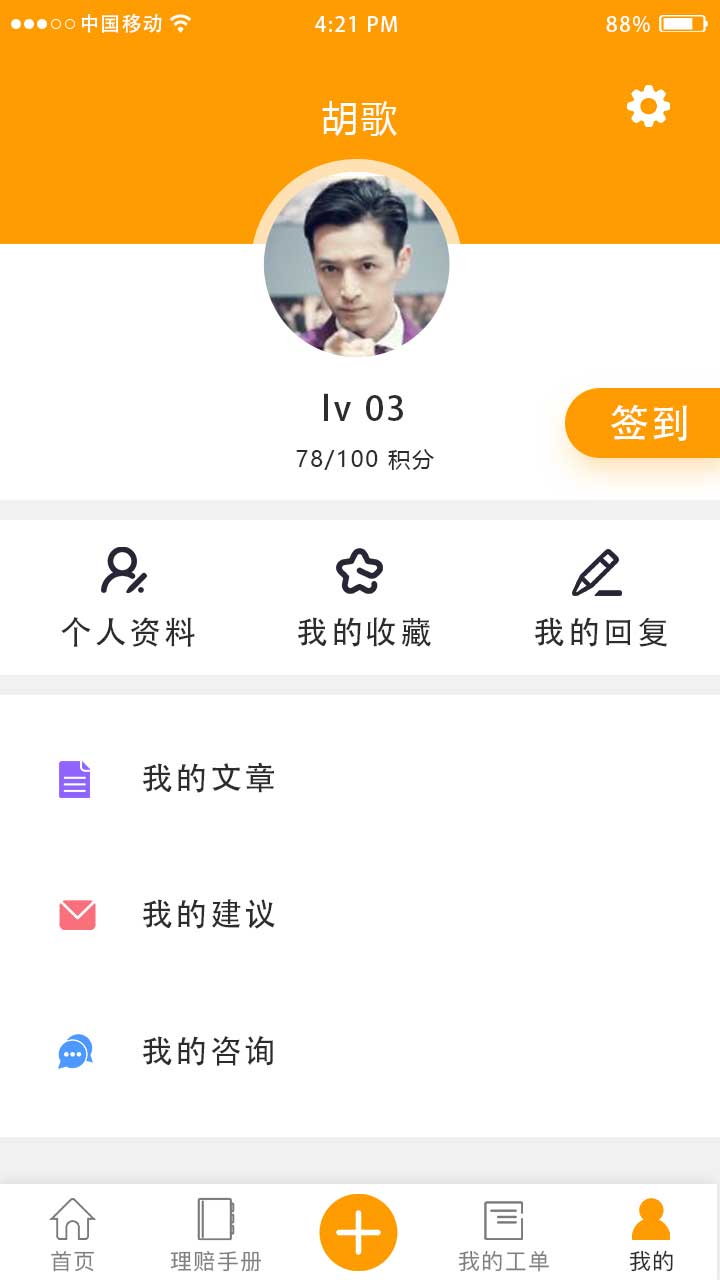 中国移动 4:21 PM 88%
胡歌
lv 03
签到
78/100 积分
个人资料 我的收藏 我的回复
我的文章
我的建议
我的咨询
首页 理赔手册 我的工单 我的